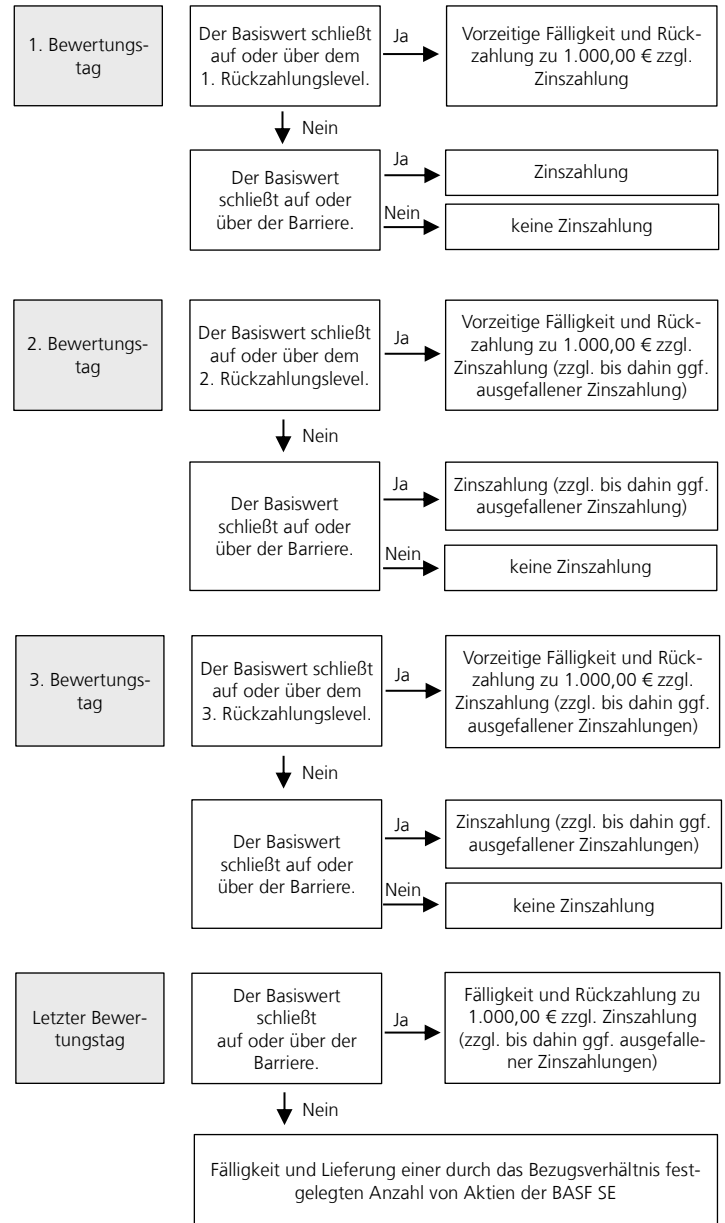 1. Bewertungs-
tag
Der Basiswert schließt
auf oder über dem
1. Rückzahlungslevel.
Ja
Vorzeitige Fälligkeit und Rück-
zahlung zu 1.000,00 € zzgl.
Zinszahlung
Nein
Der Basiswert
schließt auf oder
über der Barriere.
Ja
Zinszahlung
Nein
keine Zinszahlung
2. Bewertungs-
tag
Der Basiswert schließt
auf oder über dem
2. Rückzahlungslevel.
Ja
Vorzeitige Fälligkeit und Rück-
zahlung zu 1.000,00 € zzgl.
Zinszahlung (zzgl. bis dahin ggf.
ausgefallener Zinszahlung)
Nein
Der Basiswert
schließt auf oder
über der Barriere.
Ja
Zinszahlung (zzgl. bis dahin ggf.
ausgefallener Zinszahlung)
Nein
keine Zinszahlung
3. Bewertungs-
tag
Der Basiswert schließt
auf oder über dem
3. Rückzahlungslevel.
Ja
Vorzeitige Fälligkeit und Rück-
zahlung zu 1.000,00 € zzgl.
Zinszahlung (zzgl. bis dahin ggf.
ausgefallener Zinszahlungen)
Nein
Der Basiswert
schließt auf oder
über der Barriere.
Ja
Zinszahlung (zzgl. bis dahin ggf.
ausgefallener Zinszahlungen)
Nein
keine Zinszahlung
Letzter Bewer-
tungstag
Der Basiswert
schließt
auf oder über der
Barriere.
Ja
Fälligkeit und Rückzahlung zu
1.000,00 € zzgl. Zinszahlung
(zzgl. bis dahin ggf. ausgefalle-
ner Zinszahlungen)
Nein
Fälligkeit und Lieferung einer durch das Bezugsverhältnis fest-
gelegten Anzahl von Aktien der BASF SE